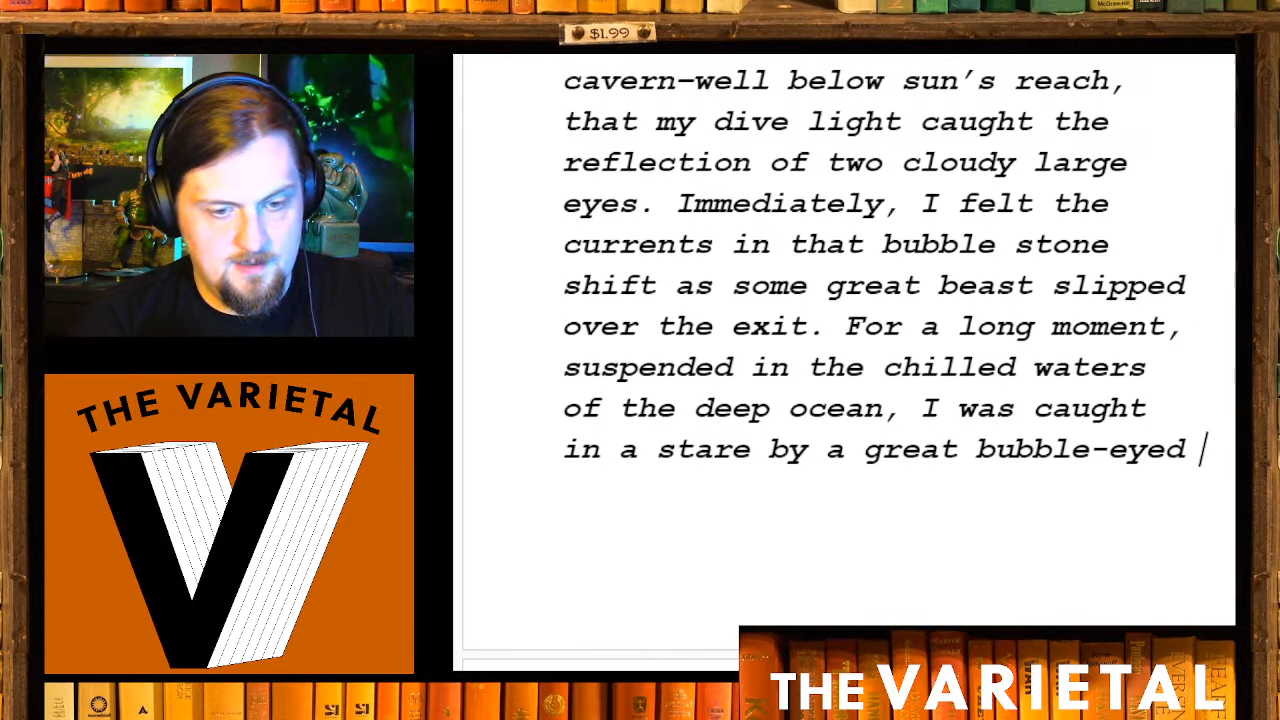 $1.99
McGraw-Hill
cavern—well below sun's reach,
that my dive light caught the
reflection of two cloudy large
eyes. Immediately, I felt the
currents in that bubble stone
shift as some great beast slipped
over the exit. For a long moment,
suspended in the chilled waters
of the deep ocean, I was caught
in a stare by a great bubble-eyed
THE VARIETAL
V
THE VARIETAL